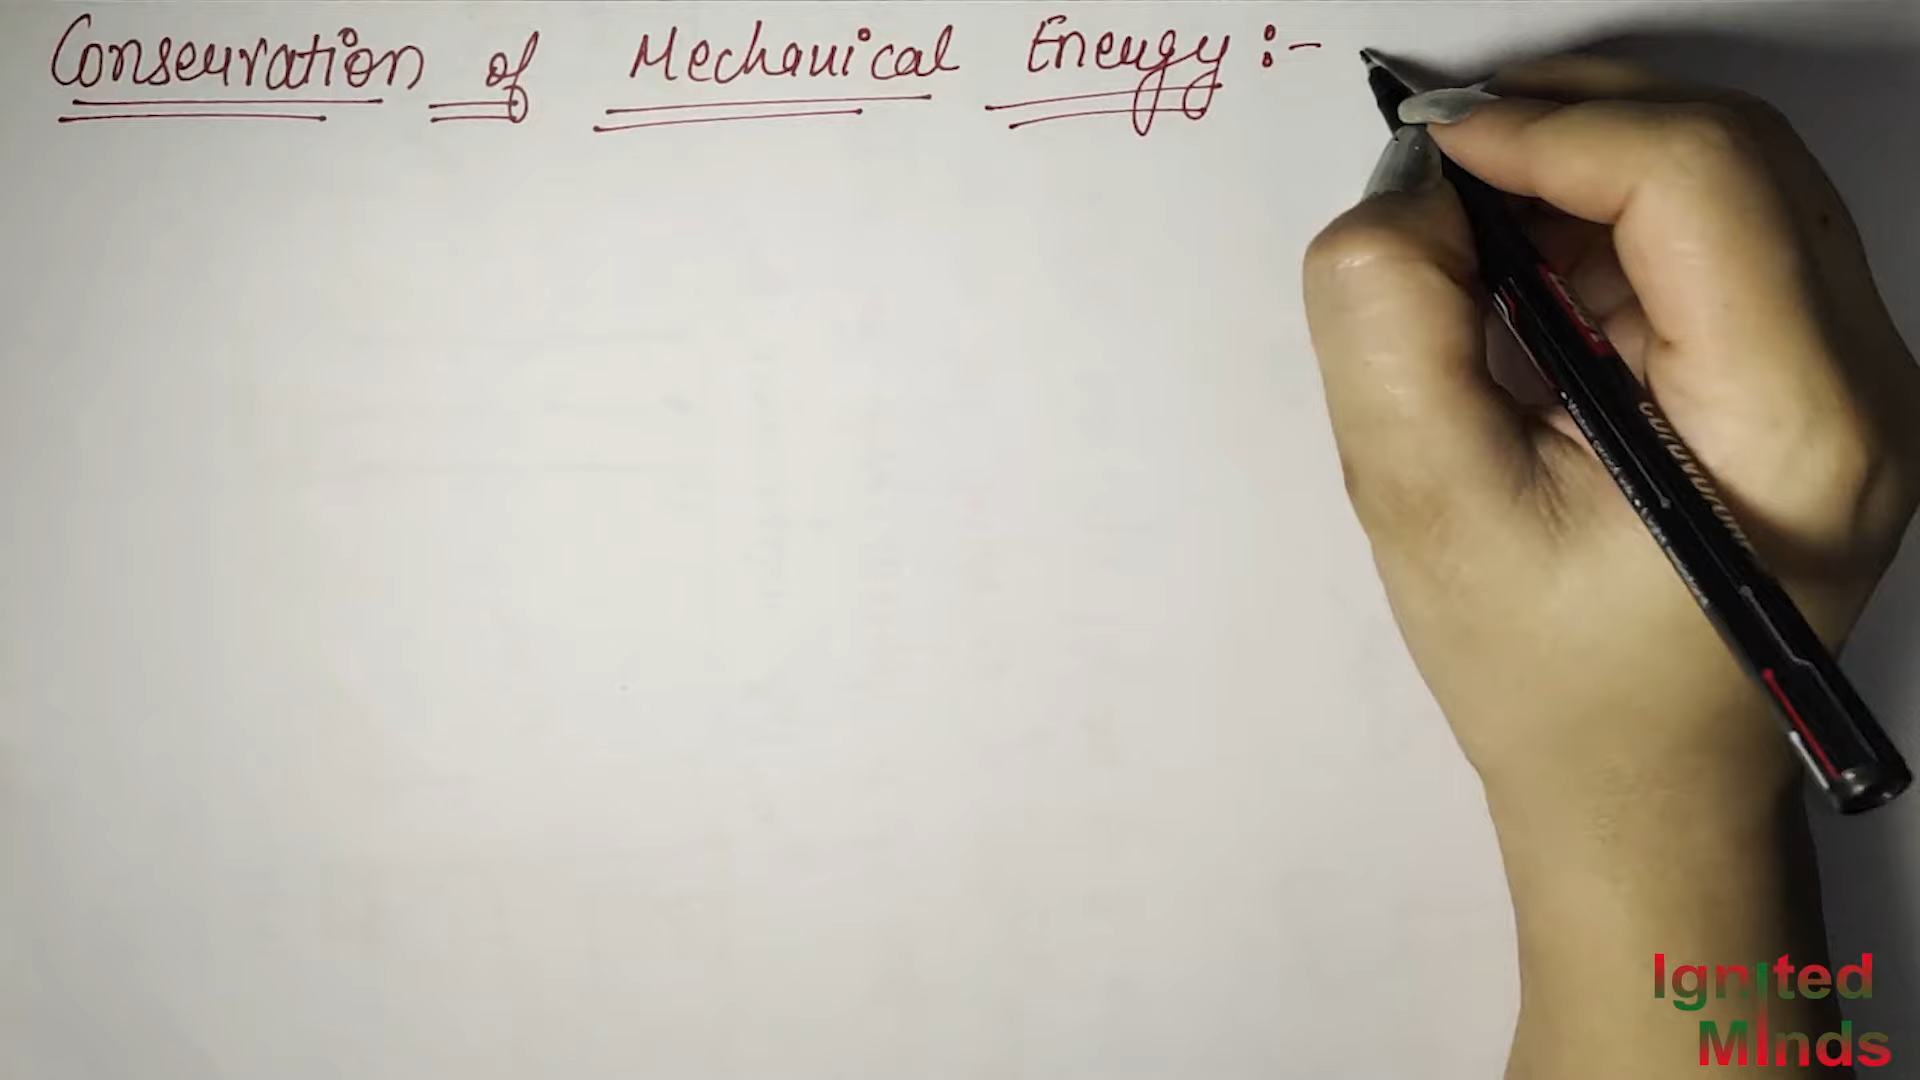 Conservation of Mechanical Energy :-
Ignited
Minds